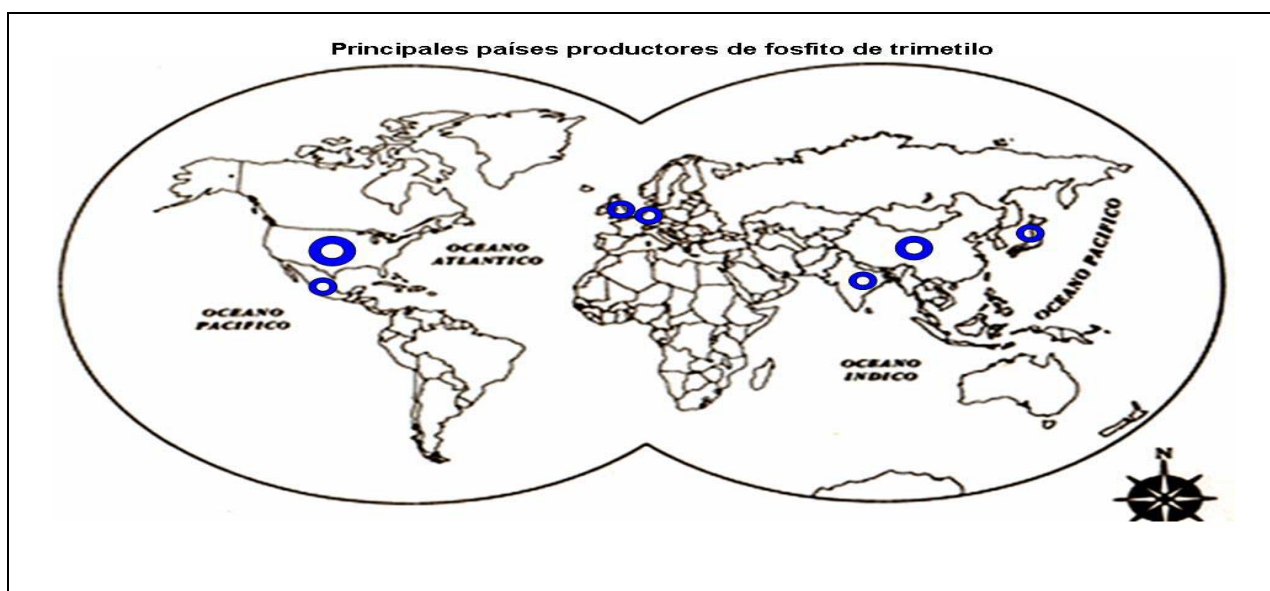 Principales países productores de fosfito de trimetilo
OCEANO
ATLANTICO
OCEANO
PACIFICO
OCEANO PACIFICO
OCEANO
INDICO
N